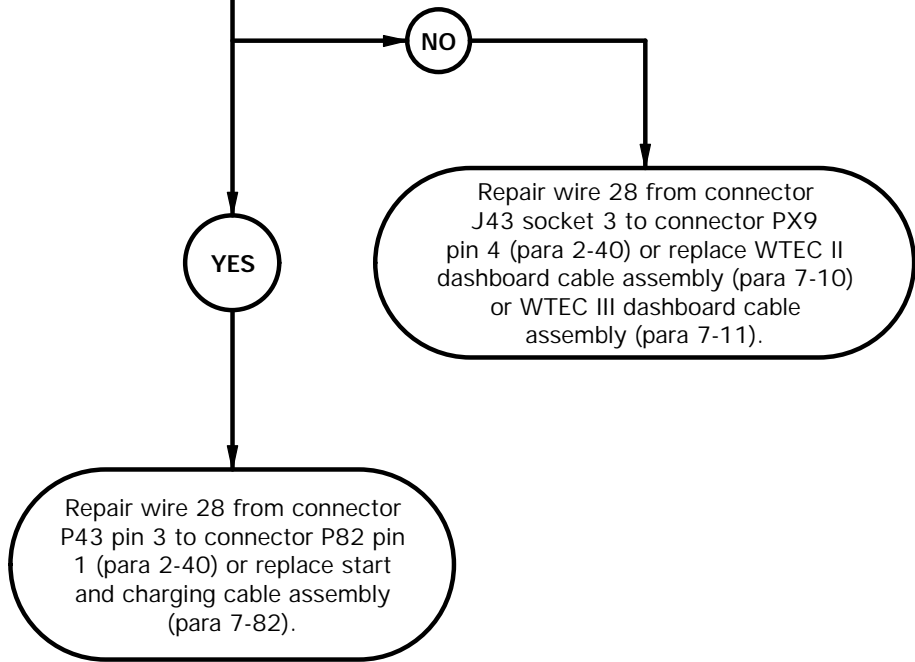 NO
Repair wire 28 from connector
J43 socket 3 to connector PX9
pin 4 (para 2-40) or replace WTEC II
dashboard cable assembly (para 7-10)
or WTEC III dashboard cable
assembly (para 7-11).
YES
Repair wire 28 from connector
P43 pin 3 to connector P82 pin
1 (para 2-40) or replace start
and charging cable assembly
(para 7-82).